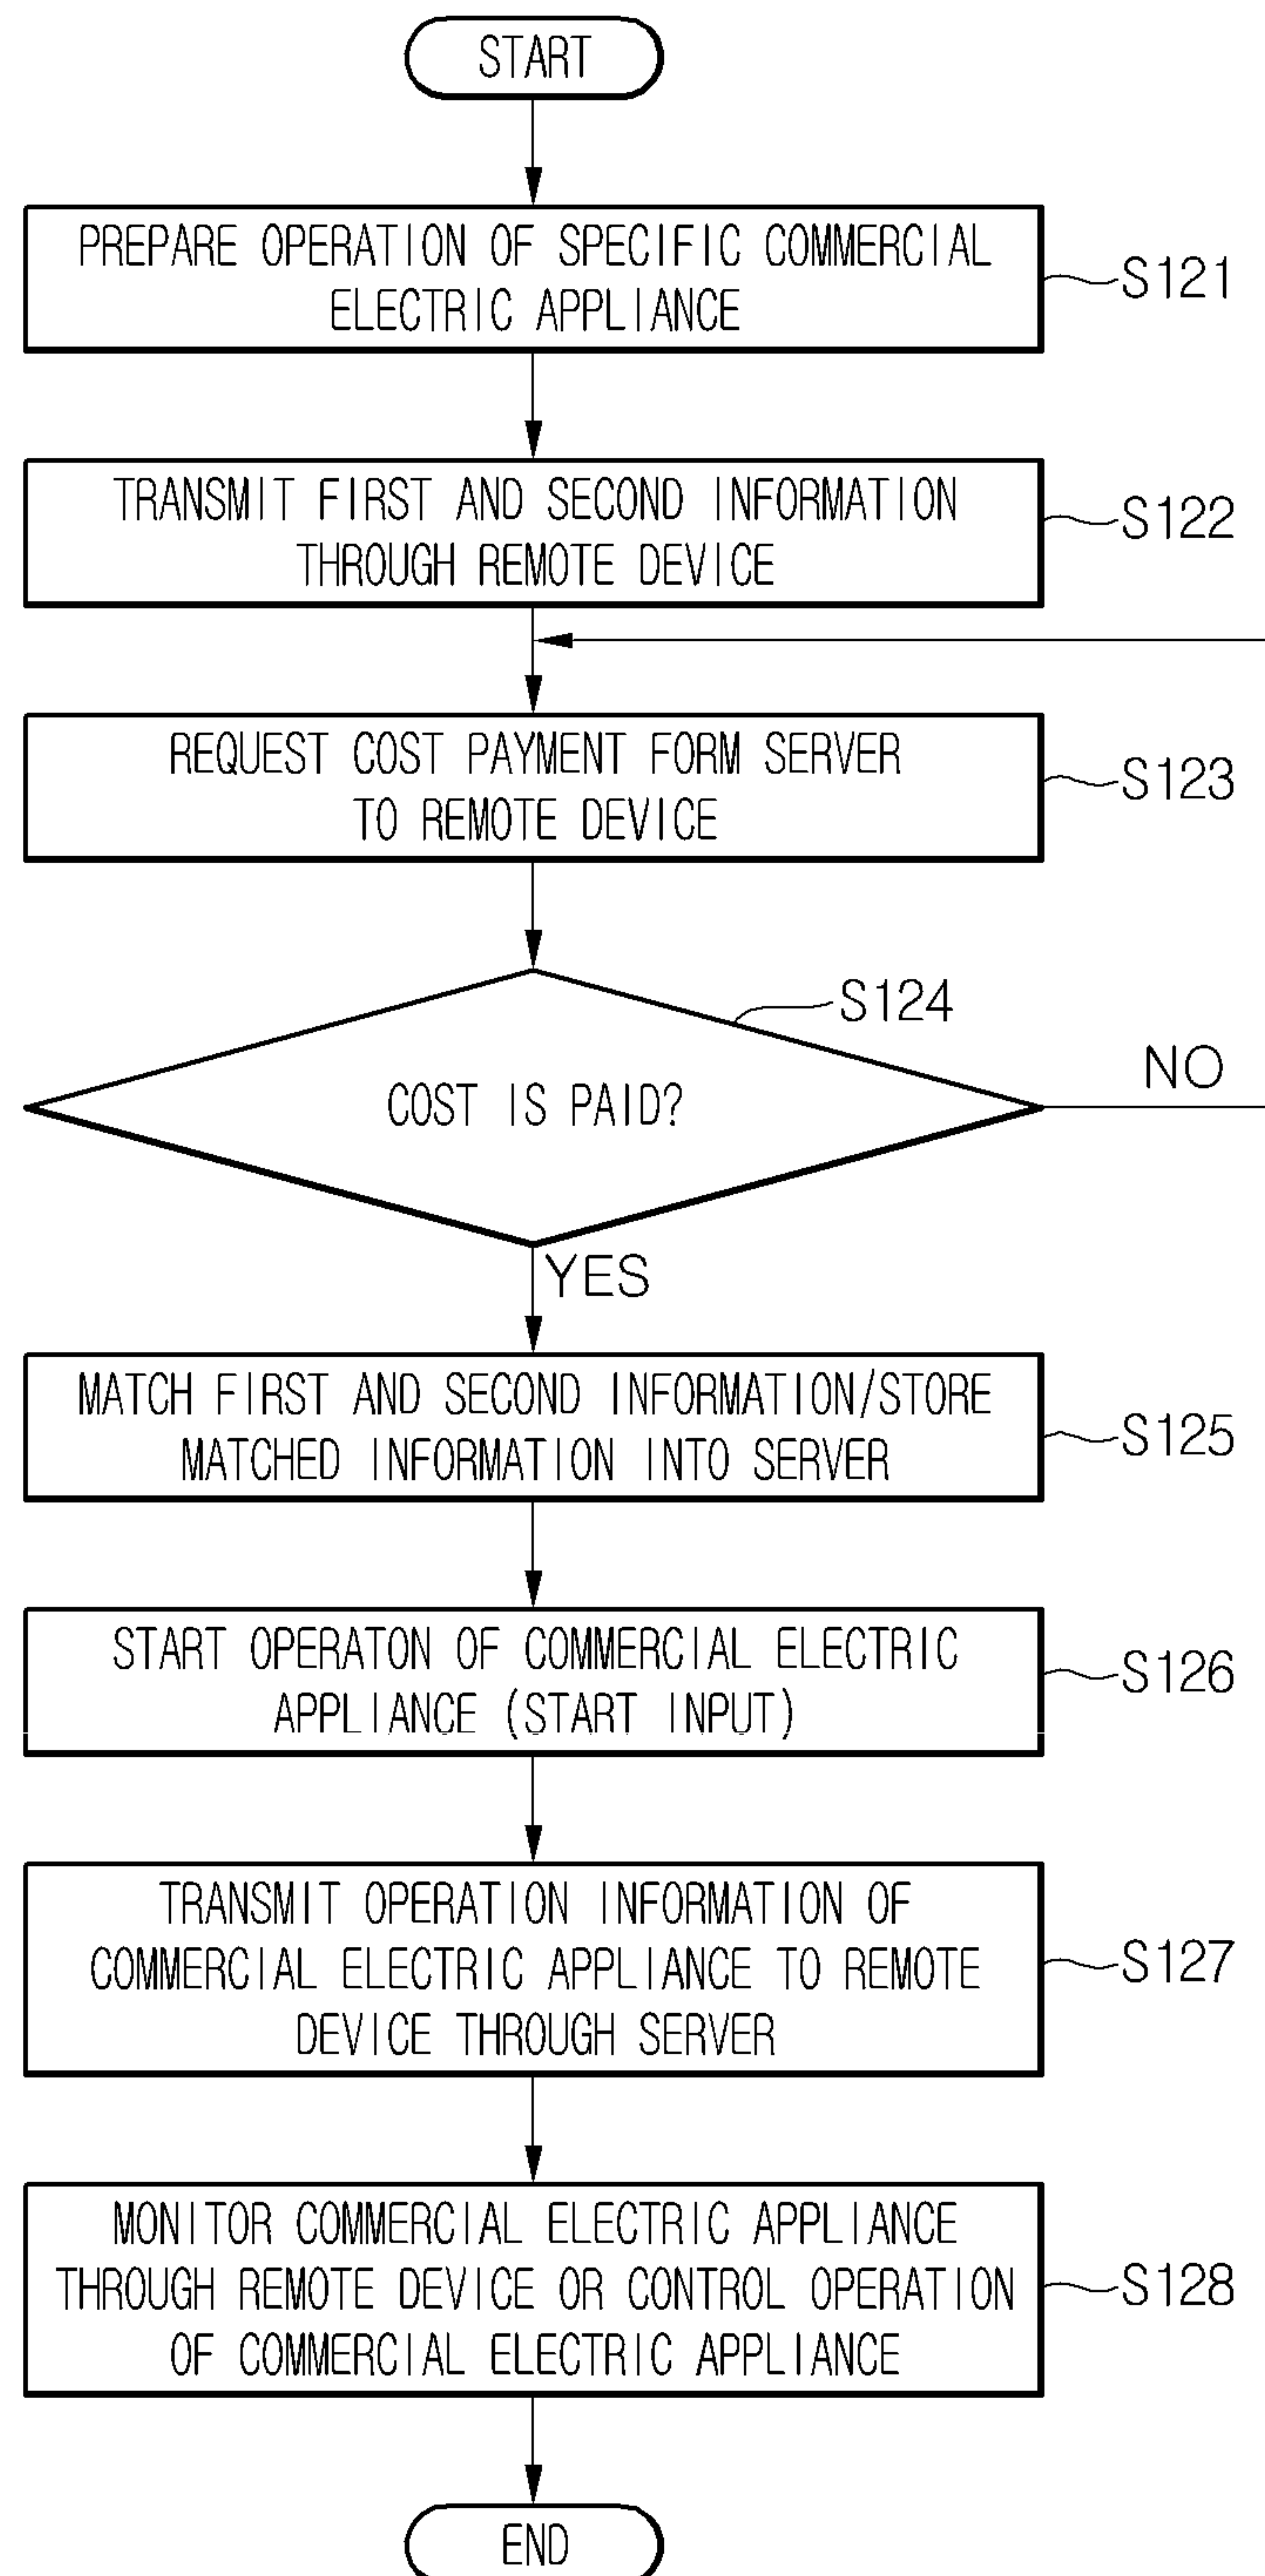 START
PREPARE OPERATION OF SPECIFIC COMMERCIAL
ELECTRIC APPLIANCE
S121
TRANSMIT FIRST AND SECOND INFORMATION
THROUGH REMOTE DEVICE
S122
REQUEST COST PAYMENT FORM SERVER
TO REMOTE DEVICE
S123
S124
COST IS PAID?
NO
YES
MATCH FIRST AND SECOND INFORMATION/STORE
MATCHED INFORMATION INTO SERVER
S125
START OPERATON OF COMMERCIAL ELECTRIC
APPLIANCE (START INPUT)
S126
TRANSMIT OPERATION INFORMATION OF
COMMERCIAL ELECTRIC APPLIANCE TO REMOTE
DEVICE THROUGH SERVER
S127
MONITOR COMMERCIAL ELECTRIC APPLIANCE
THROUGH REMOTE DEVICE OR CONTROL OPERATION
OF COMMERCIAL ELECTRIC APPLIANCE
S128
END